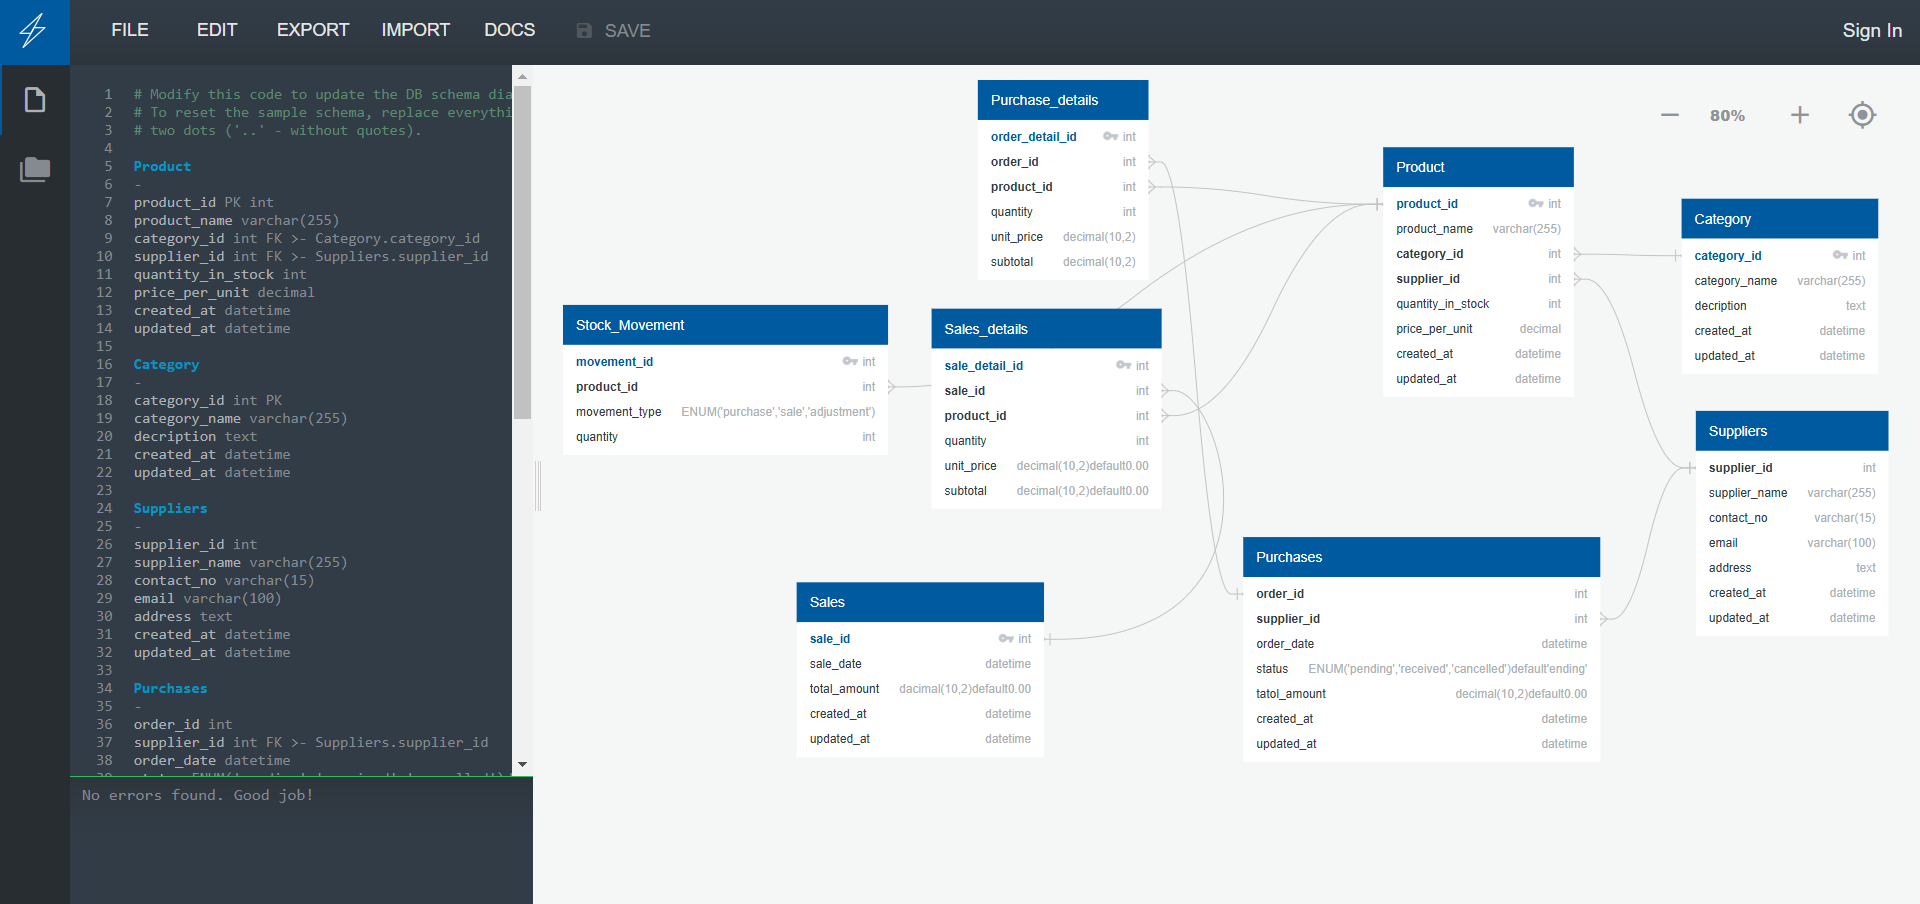 FILE EDIT EXPORT IMPORT DOCS SAVE Sign In
1 # Modify this code to update the DB schema dia
2 # To reset the sample schema, replace everythi
3 # two dots ('..' - without quotes).
4
5 Product
6 -
7 product_id PK int
8 product_name varchar(255)
9 category_id int FK >- Category.category_id
10 supplier_id int FK >- Suppliers.supplier_id
11 quantity_in_stock int
12 price_per_unit decimal
13 created_at datetime
14 updated_at datetime
15
16 Category
17 -
18 category_id int PK
19 category_name varchar(255)
20 decription text
21 created_at datetime
22 updated_at datetime
23
24 Suppliers
25 -
26 supplier_id int
27 supplier_name varchar(255)
28 contact_no varchar(15)
29 email varchar(100)
30 address text
31 created_at datetime
32 updated_at datetime
33
34 Purchases
35 -
36 order_id int
37 supplier_id int FK >- Suppliers.supplier_id
38 order_date datetime
No errors found. Good job!
80%
Purchase_details
order_detail_id int
order_id int
product_id int
quantity int
unit_price decimal(10,2)
subtotal decimal(10,2)
Product
product_id int
product_name varchar(255)
category_id int
supplier_id int
quantity_in_stock int
price_per_unit decimal
created_at datetime
updated_at datetime
Category
category_id int
category_name varchar(255)
decription text
created_at datetime
updated_at datetime
Stock_Movement
movement_id int
product_id int
movement_type ENUM('purchase','sale','adjustment')
quantity int
Sales_details
sale_detail_id int
sale_id int
product_id int
quantity int
unit_price decimal(10,2)default0.00
subtotal decimal(10,2)default0.00
Suppliers
supplier_id int
supplier_name varchar(255)
contact_no varchar(15)
email varchar(100)
address text
created_at datetime
updated_at datetime
Sales
sale_id int
sale_date datetime
total_amount dacimal(10,2)default0.00
created_at datetime
updated_at datetime
Purchases
order_id int
supplier_id int
order_date datetime
status ENUM('pending','received','cancelled')default'ending'
tatol_amount decimal(10,2)default0.00
created_at datetime
updated_at datetime